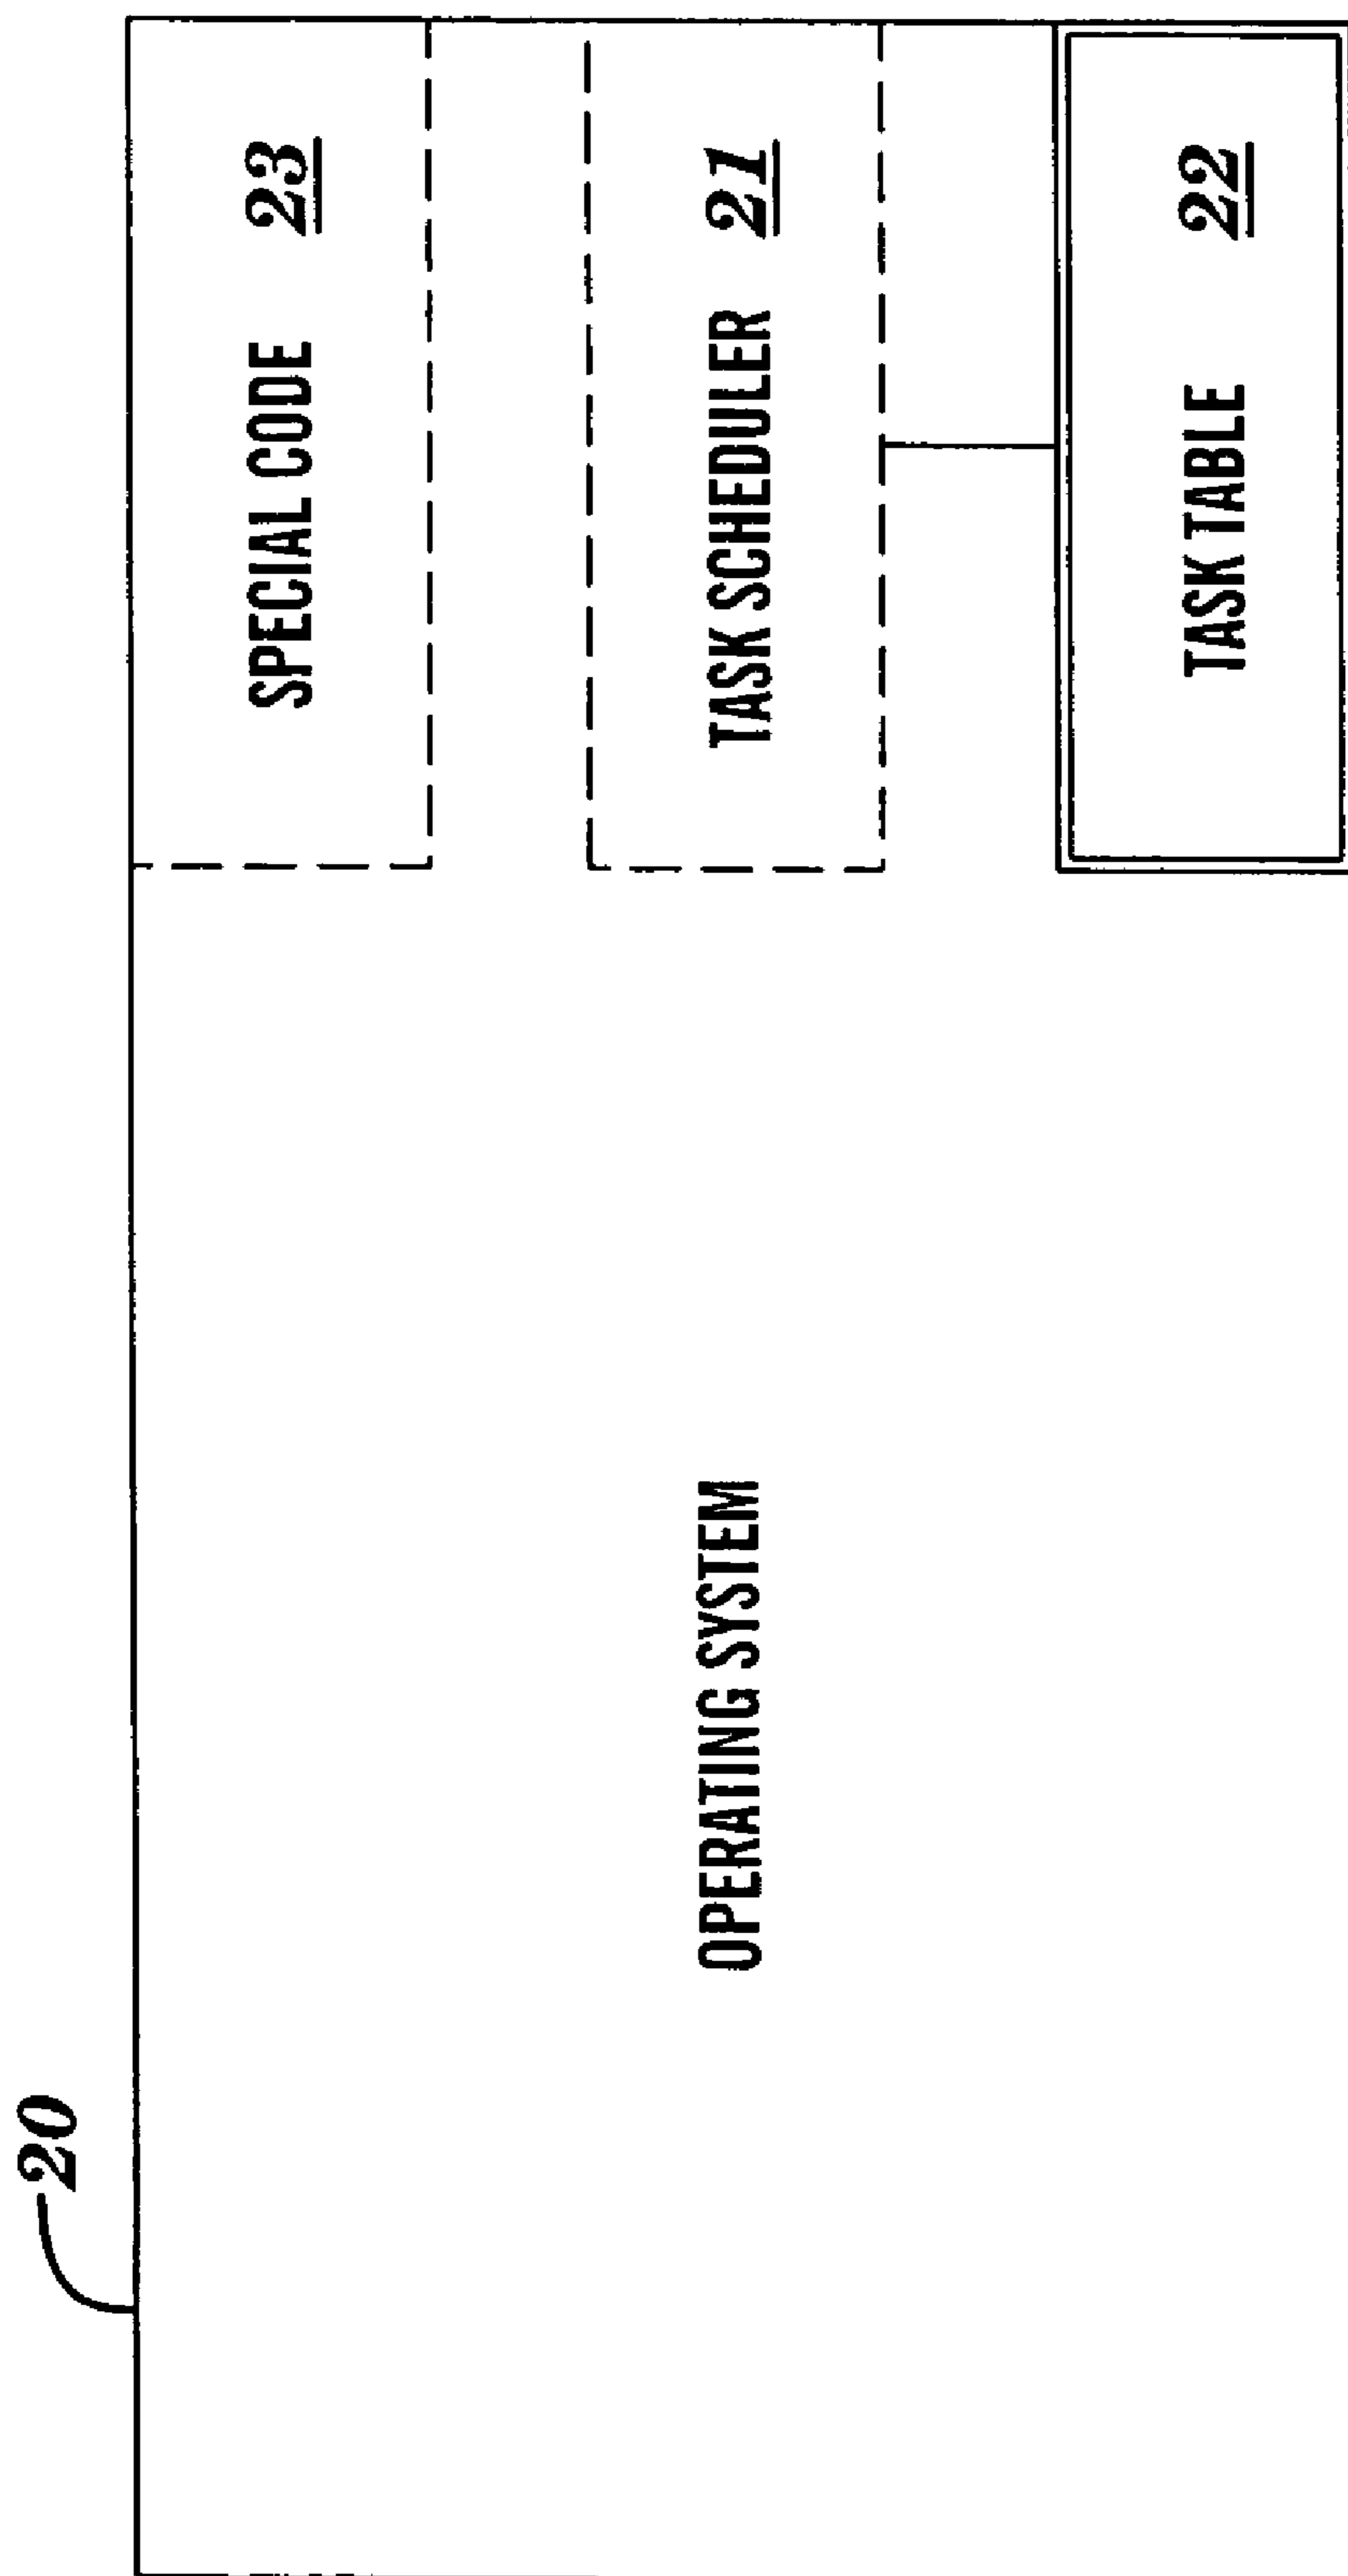 20
OPERATING SYSTEM
SPECIAL CODE 23
TASK SCHEDULER 21
TASK TABLE 22